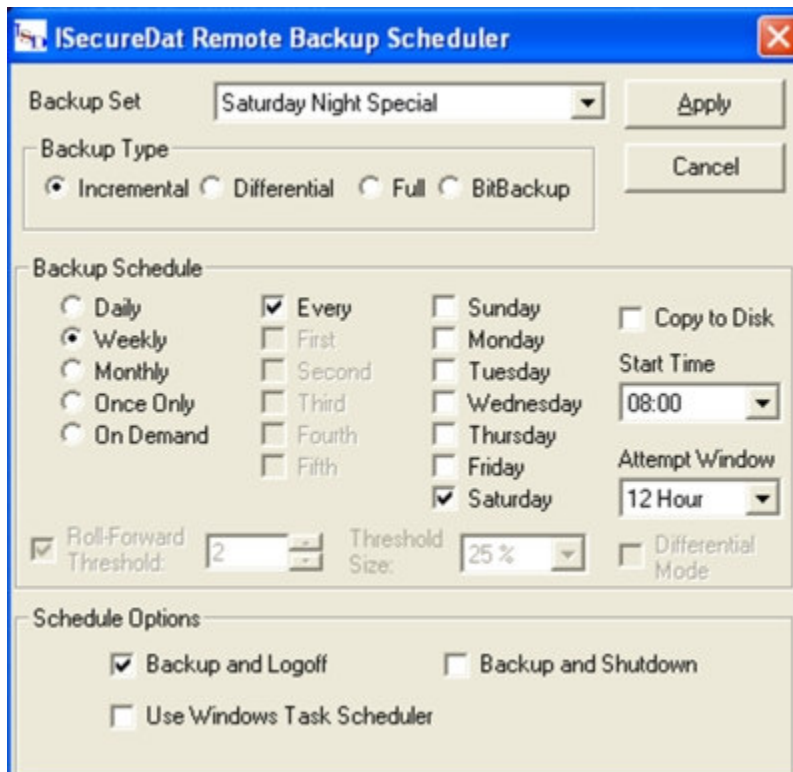 ISecureDat Remote Backup Scheduler
Backup Set
Saturday Night Special
Apply
Backup Type
Incremental Differential Full BitBackup
Cancel
Backup Schedule
Daily
Weekly
Monthly
Once Only
On Demand
Every
First
Second
Third
Fourth
Fifth
Sunday
Monday
Tuesday
Wednesday
Thursday
Friday
Saturday
Copy to Disk
Start Time
08:00
Attempt Window
12 Hour
Roll-Forward
Threshold:
2
Threshold
Size:
25 %
Differential
Mode
Schedule Options
Backup and Logoff
Backup and Shutdown
Use Windows Task Scheduler